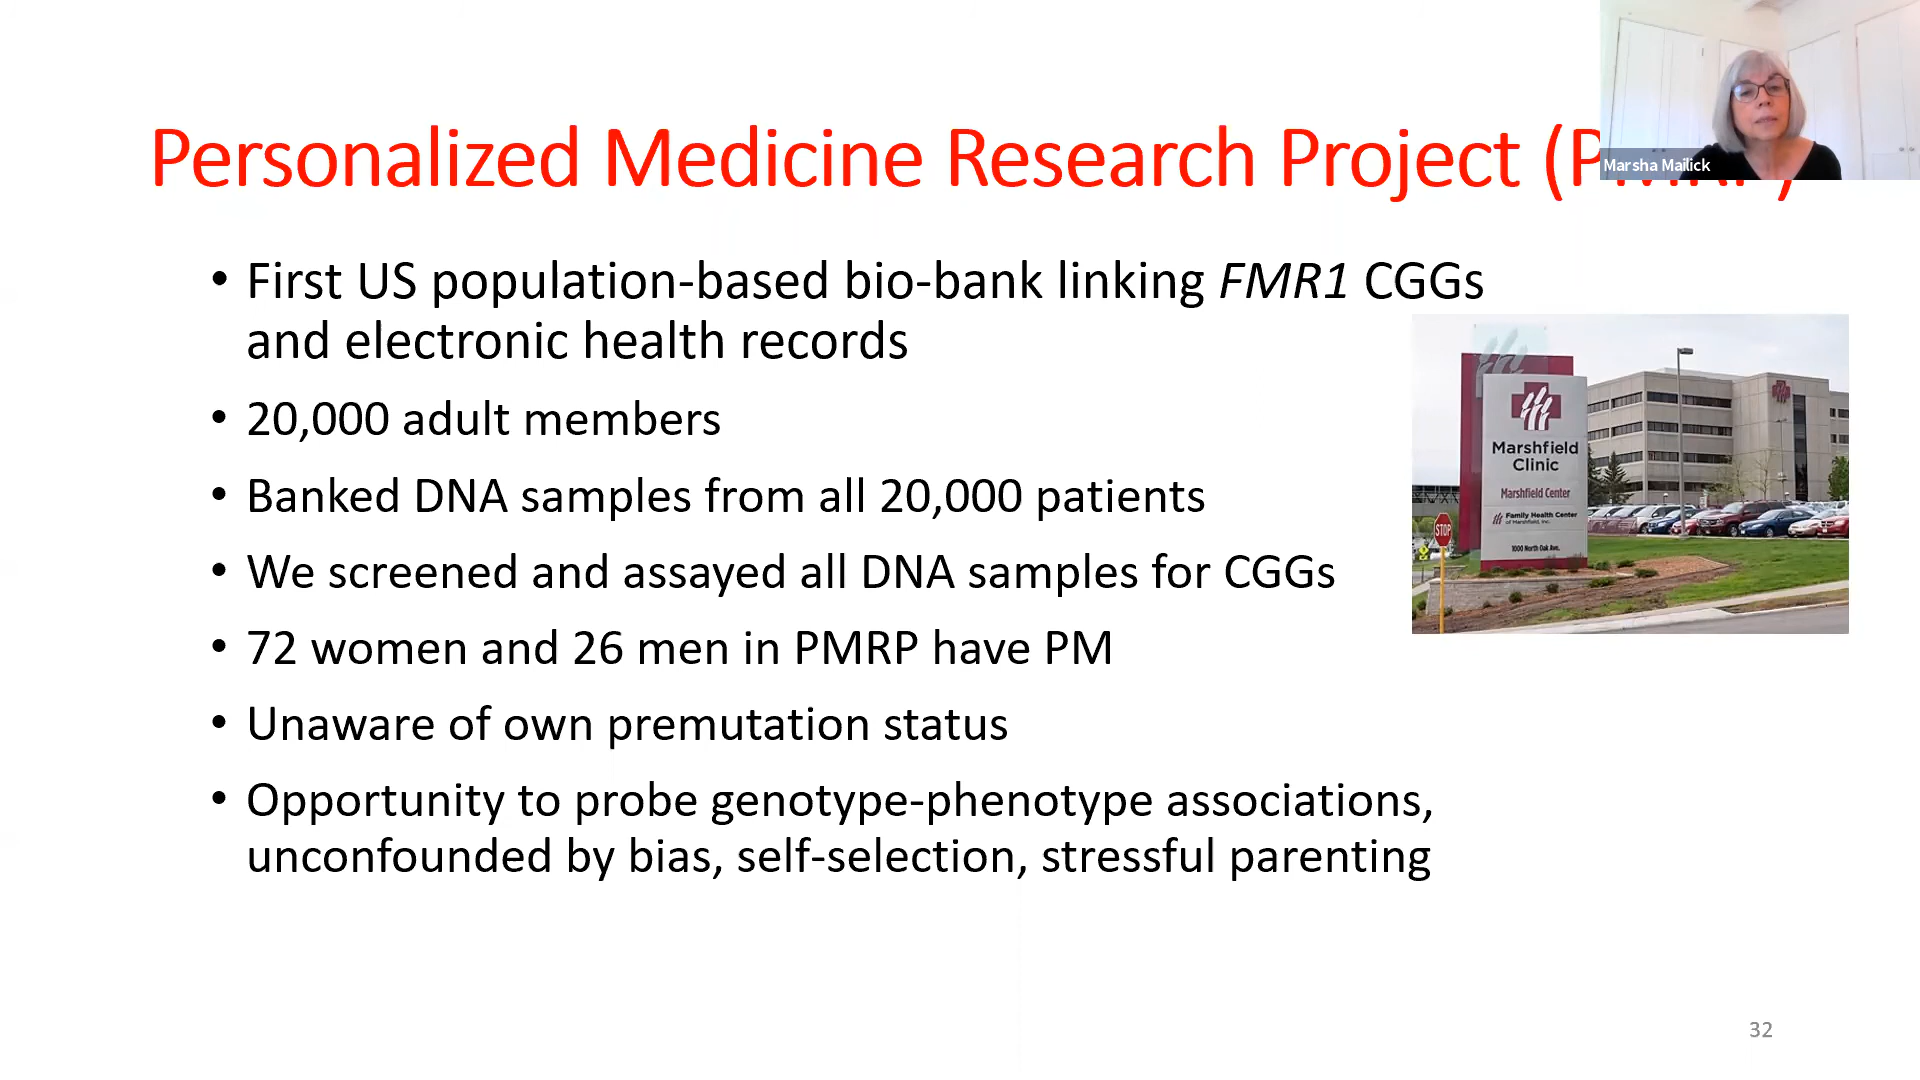 Personalized Medicine Research Project (PMRP)
Marsha Mailick
• First US population-based bio-bank linking FMR1 CGGs
and electronic health records
• 20,000 adult members
• Banked DNA samples from all 20,000 patients
• We screened and assayed all DNA samples for CGGs
• 72 women and 26 men in PMRP have PM
• Unaware of own premutation status
• Opportunity to probe genotype-phenotype associations,
unconfounded by bias, self-selection, stressful parenting
Marshfield
Clinic
Marshfield Center
Family Health Center
of Marshfield, Inc.
1000 North Oak Ave.
STOP
32